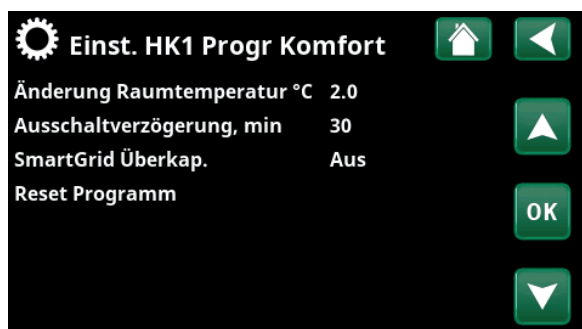 Einst. HK1 Progr Komfort
Änderung Raumtemperatur °C 2.0
Ausschaltverzögerung, min 30
SmartGrid Überkap. Aus
Reset Programm
OK